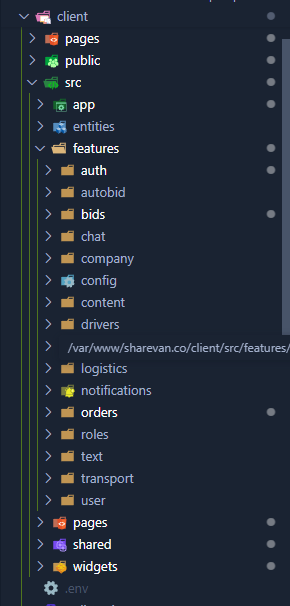 client
pages
public
src
app
entities
features
auth
autobid
bids
chat
company
config
content
drivers
/var/www/sharevan.co/client/src/features/
logistics
notifications
orders
roles
text
transport
user
pages
shared
widgets
.env